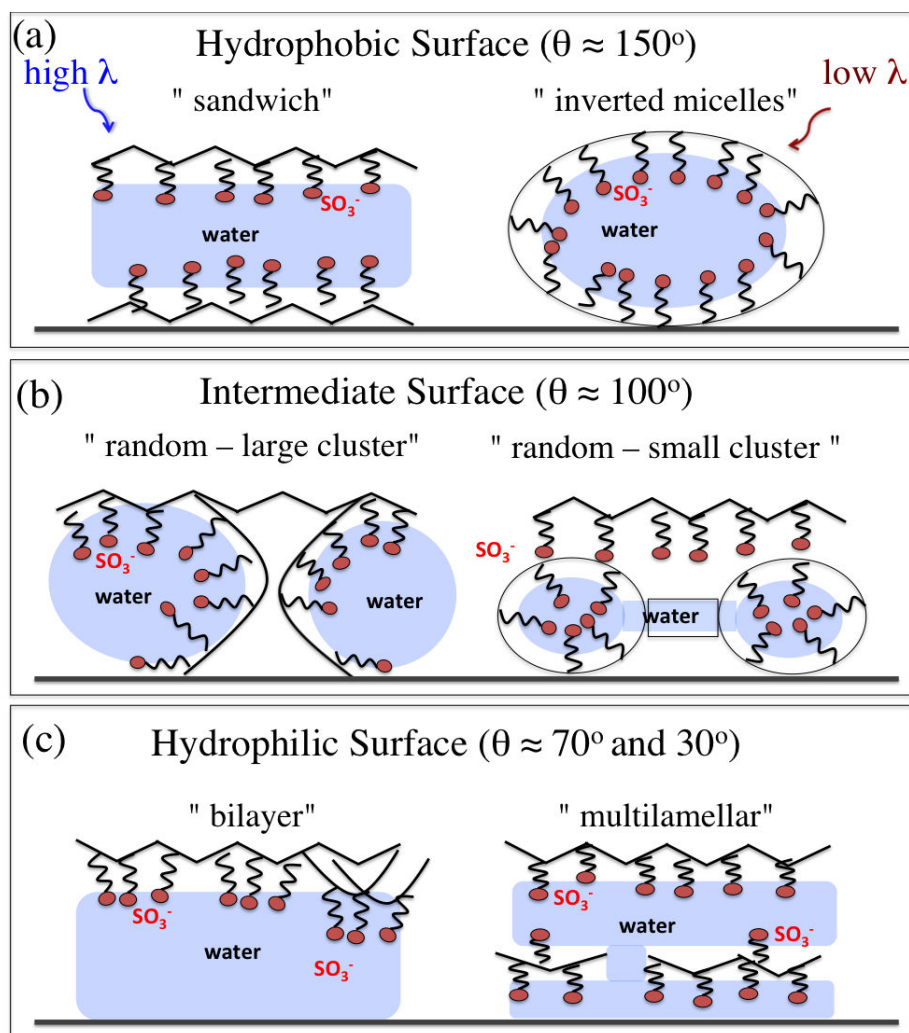 (a)
Hydrophobic Surface (θ ≈ 150º)
high λ
low λ
" sandwich"
" inverted micelles"
SO₃⁻
water
SO₃⁻
water
(b)
Intermediate Surface (θ ≈ 100º)
" random – large cluster"
" random – small cluster "
SO₃⁻
water
water
SO₃⁻
water
(c)
Hydrophilic Surface (θ ≈ 70º and 30º)
" bilayer"
" multilamellar"
SO₃⁻
water
SO₃⁻
SO₃⁻
water
SO₃⁻